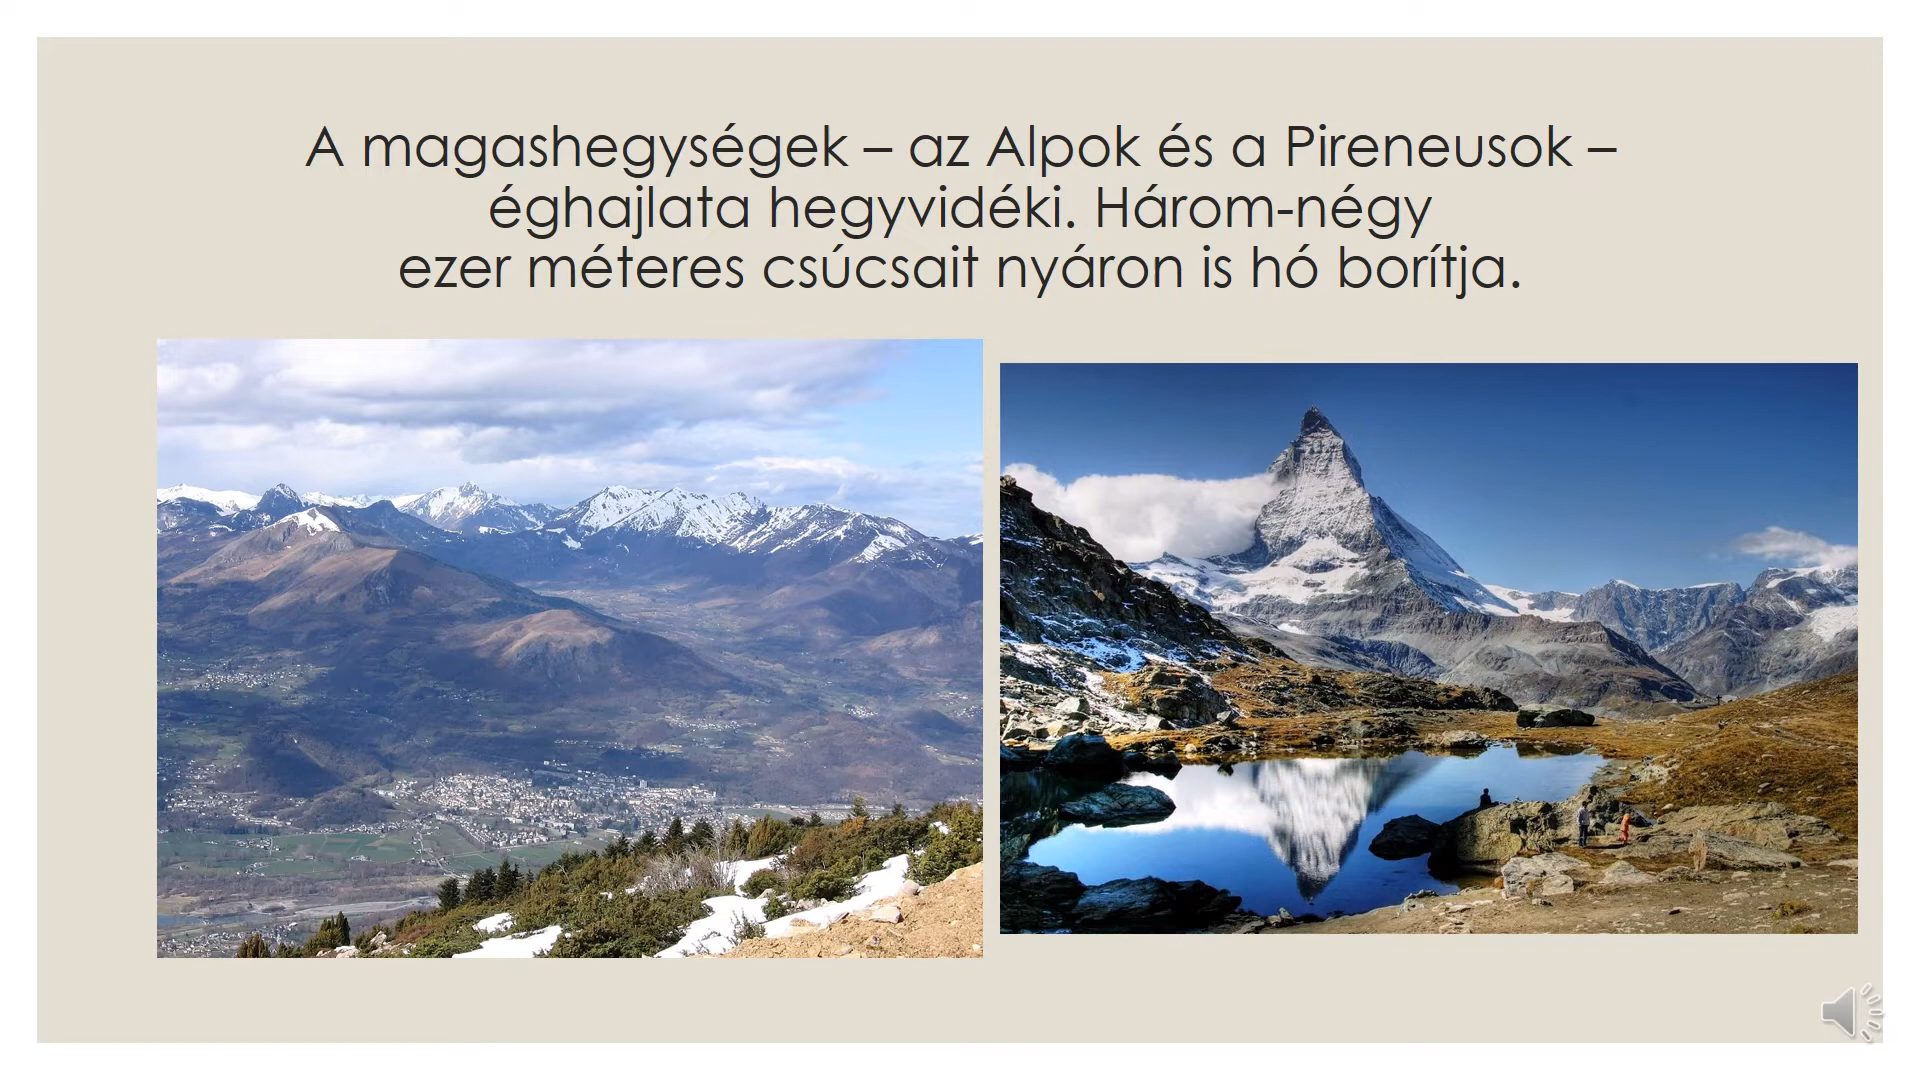 A magashegységek – az Alpok és a Pireneusok –
éghajlata hegyvidéki. Három-négy
ezer méteres csúcsait nyáron is hó borítja.